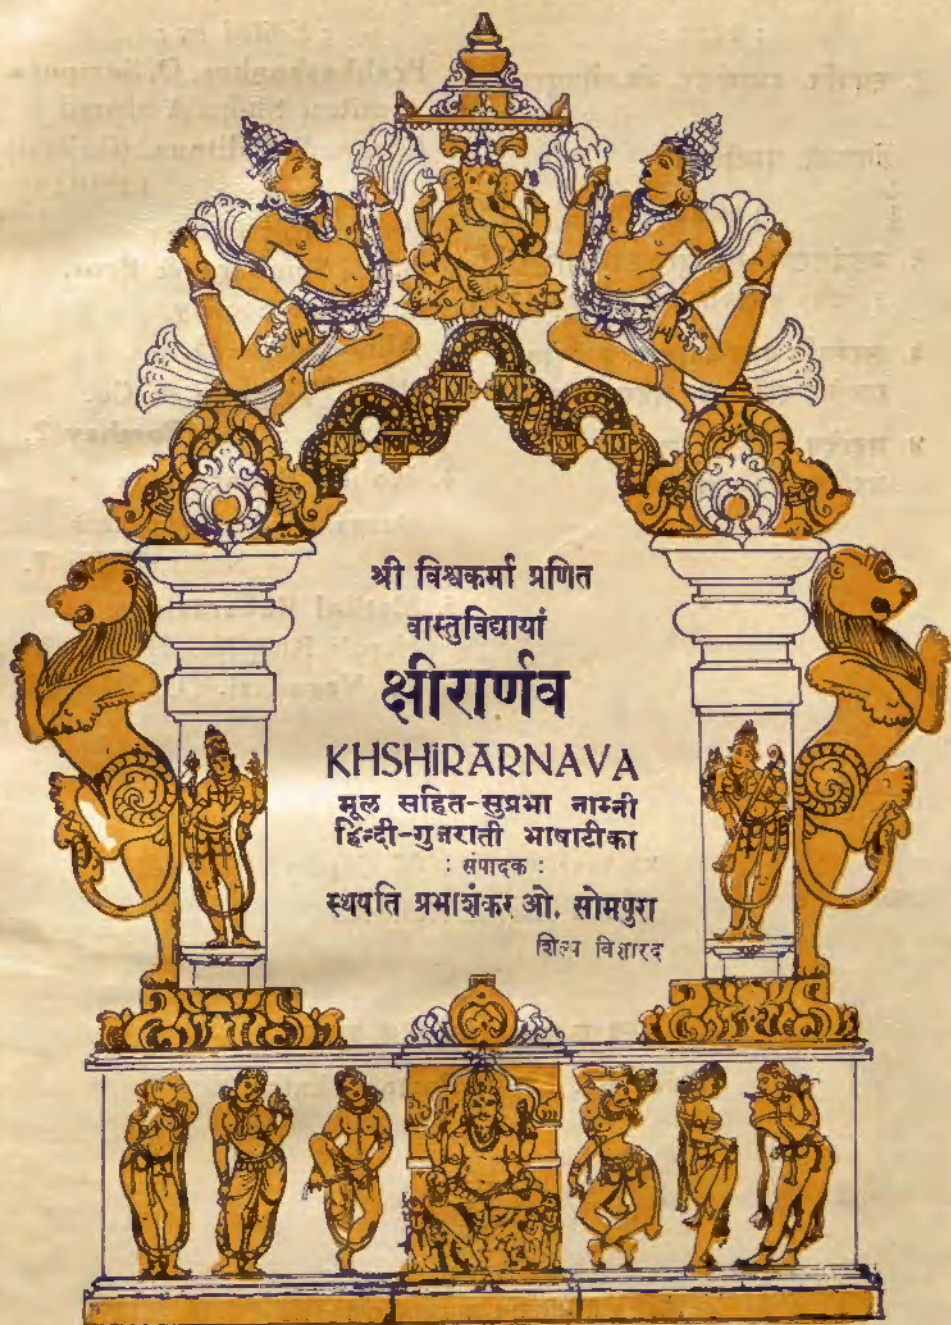 श्री विश्वकर्मा प्रणित
वास्तुविद्यायां
क्षीरार्णव
KHSHIRARNAVA
मूल सहित-सुप्रभा नाम्नी
हिन्दी-गुजराती भाषाटीका
: संपादक :
स्थपति प्रभाशंकर ओ. सोमपुरा
शिल्प विशारद